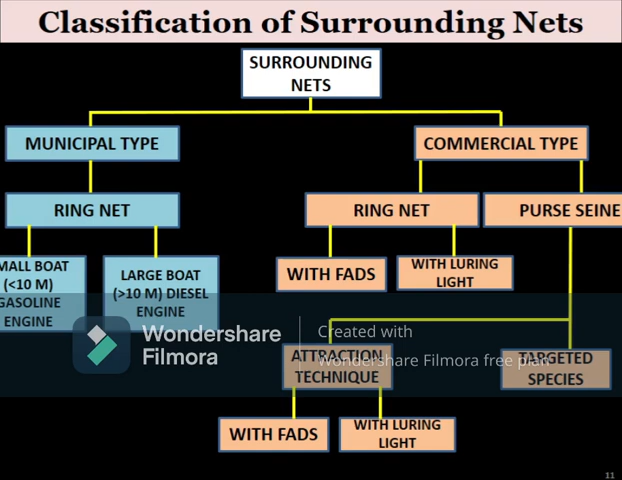 Classification of Surrounding Nets
SURROUNDING
NETS
MUNICIPAL TYPE
COMMERCIAL TYPE
RING NET
RING NET
PURSE SEINE
MALL BOAT
(<10 M)
GASOLINE
ENGINE
LARGE BOAT
(>10 M) DIESEL
ENGINE
WITH FADS
WITH LURING
LIGHT
Wondershare
Filmora
Created with
Wondershare Filmora free plan
ATTRACTION
TECHNIQUE
TARGETED
SPECIES
WITH FADS
WITH LURING
LIGHT
11